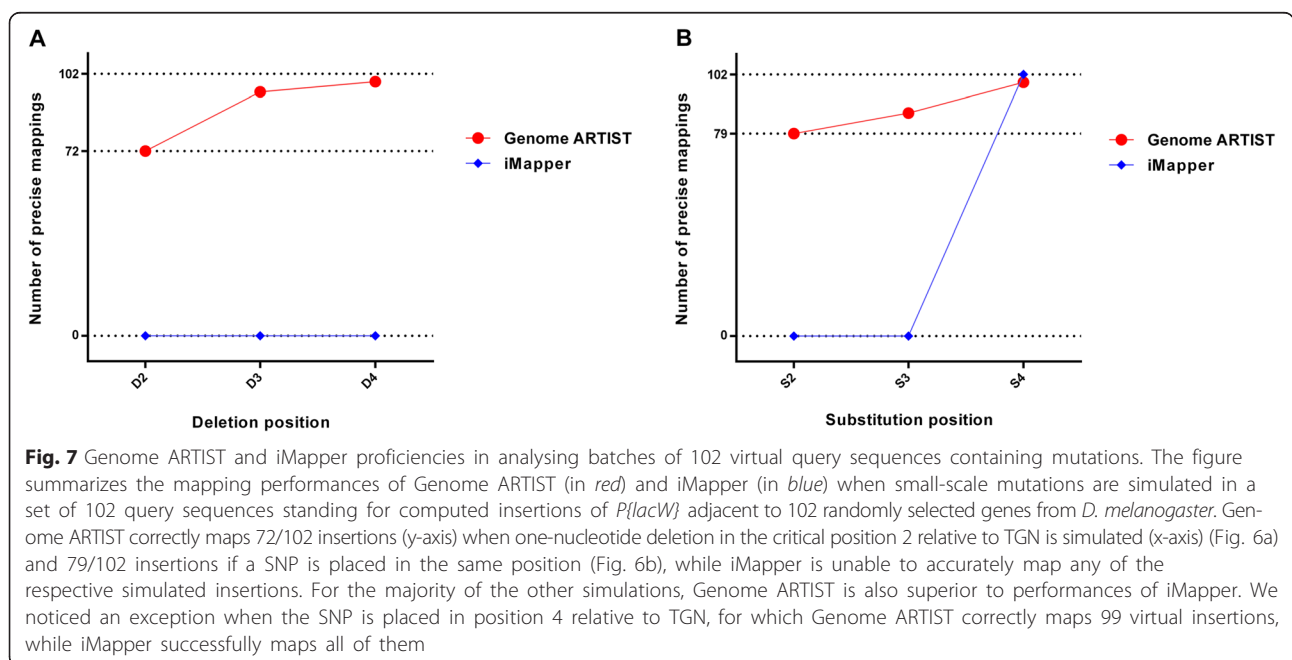 A
102
72
0
Number of precise mappings
D2
D3
D4
Deletion position
Genome ARTIST
iMapper
B
102
79
0
Number of precise mappings
S2
S3
S4
Substitution position
Genome ARTIST
iMapper
Fig. 7 Genome ARTIST and iMapper proficiencies in analysing batches of 102 virtual query sequences containing mutations. The figure
summarizes the mapping performances of Genome ARTIST (in red) and iMapper (in blue) when small-scale mutations are simulated in a
set of 102 query sequences standing for computed insertions of P{lacW} adjacent to 102 randomly selected genes from D. melanogaster. Gen-
ome ARTIST correctly maps 72/102 insertions (y-axis) when one-nucleotide deletion in the critical position 2 relative to TGN is simulated (x-axis) (Fig. 6a)
and 79/102 insertions if a SNP is placed in the same position (Fig. 6b), while iMapper is unable to accurately map any of the
respective simulated insertions. For the majority of the other simulations, Genome ARTIST is also superior to performances of iMapper. We
noticed an exception when the SNP is placed in position 4 relative to TGN, for which Genome ARTIST correctly maps 99 virtual insertions,
while iMapper successfully maps all of them